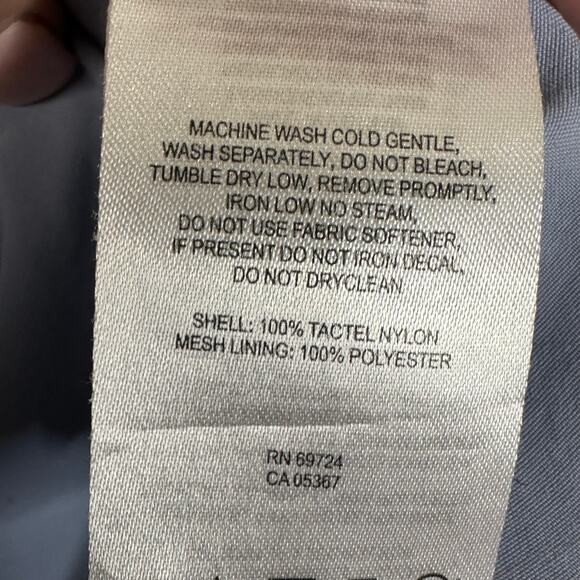 MACHINE WASH COLD GENTLE,
WASH SEPARATELY, DO NOT BLEACH,
TUMBLE DRY LOW, REMOVE PROMPTLY,
IRON LOW NO STEAM,
DO NOT USE FABRIC SOFTENER,
IF PRESENT DO NOT IRON DECAL,
DO NOT DRYCLEAN
SHELL: 100% TACTEL NYLON
MESH LINING: 100% POLYESTER
RN 69724
CA 05367